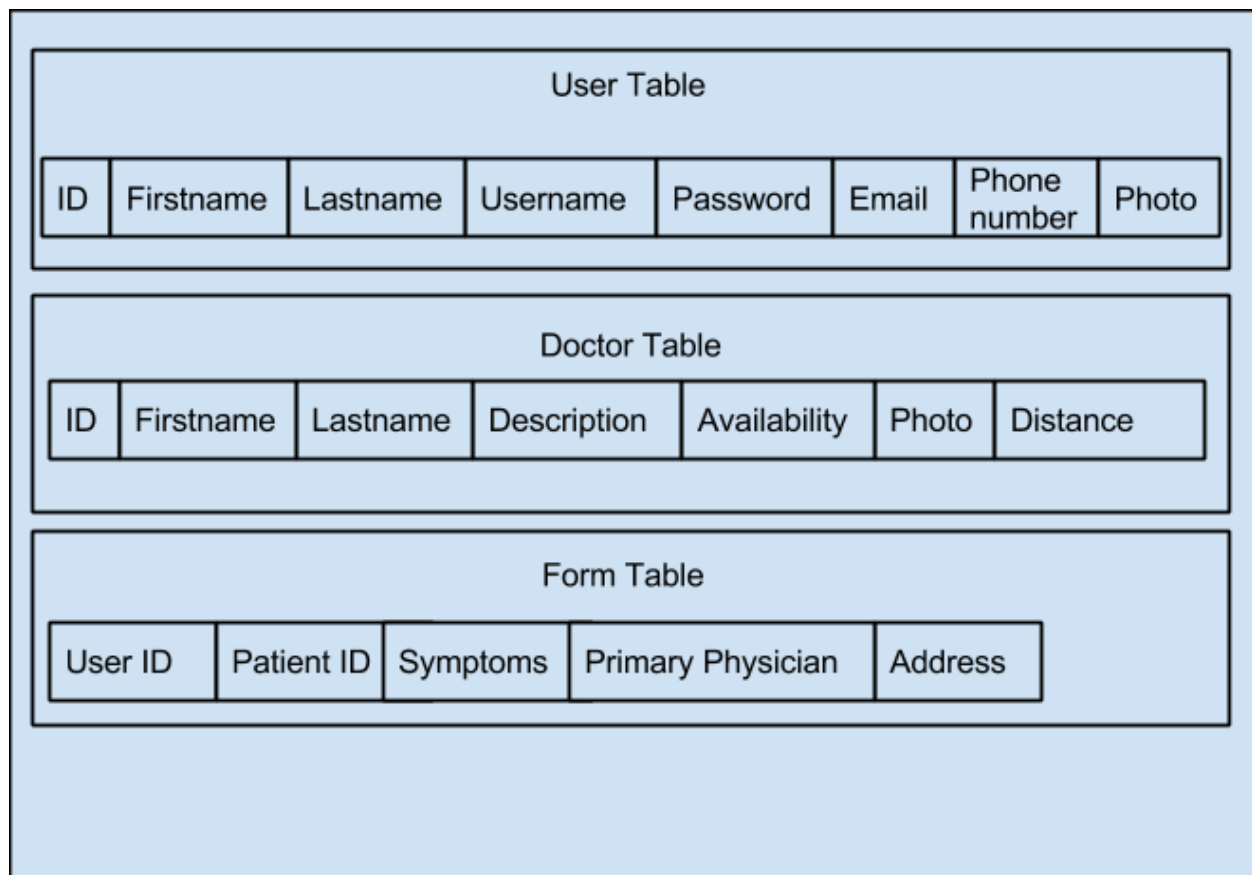 User Table
ID Firstname Lastname Username Password Email Phone number Photo
Doctor Table
ID Firstname Lastname Description Availability Photo Distance
Form Table
User ID Patient ID Symptoms Primary Physician Address